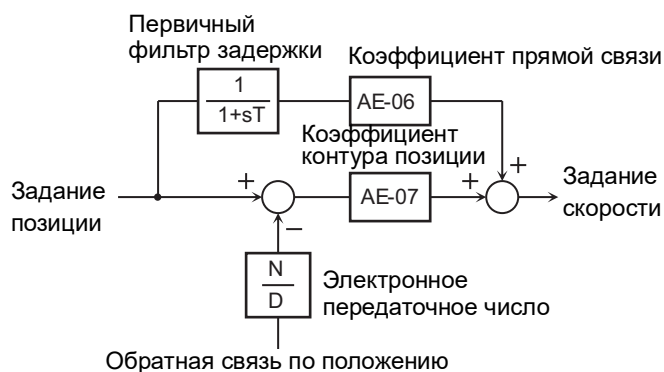 Первичный
фильтр задержки
Коэффициент прямой связи
1
1+sT
AE-06
Коэффициент
контура позиции
+
Задание
позиции
+
AE-07
+
Задание
скорости
−
N
D
Электронное
передаточное число
Обратная связь по положению